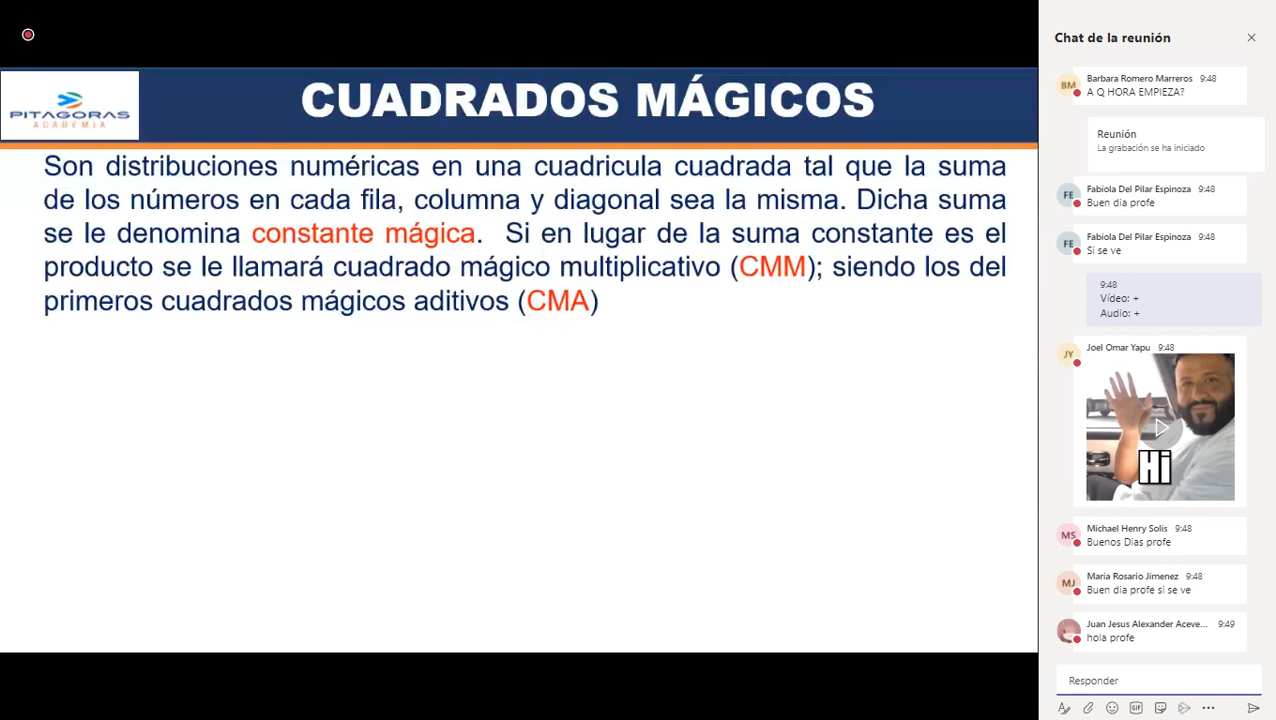 PITAGORAS
ACADEMIA
CUADRADOS MÁGICOS
Son distribuciones numéricas en una cuadricula cuadrada tal que la suma
de los números en cada fila, columna y diagonal sea la misma. Dicha suma
se le denomina constante mágica. Si en lugar de la suma constante es el
producto se le llamará cuadrado mágico multiplicativo (CMM); siendo los del
primeros cuadrados mágicos aditivos (CMA)
Chat de la reunión
BM
Barbara Romero Marreros 9:48
A Q HORA EMPIEZA?
Reunión
La grabación se ha iniciado
FE
Fabiola Del Pilar Espinoza 9:48
Buen dia profe
FE
Fabiola Del Pilar Espinoza 9:48
Si se ve
9:48
Vídeo: +
Audio: +
JY
Joel Omar Yapu 9:48
Hi
MS
Michael Henry Solis 9:48
Buenos Dias profe
MJ
Maria Rosario Jimenez 9:48
Buen dia profe si se ve
Juan Jesus Alexander Aceve... 9:49
hola profe
Responder
GIF